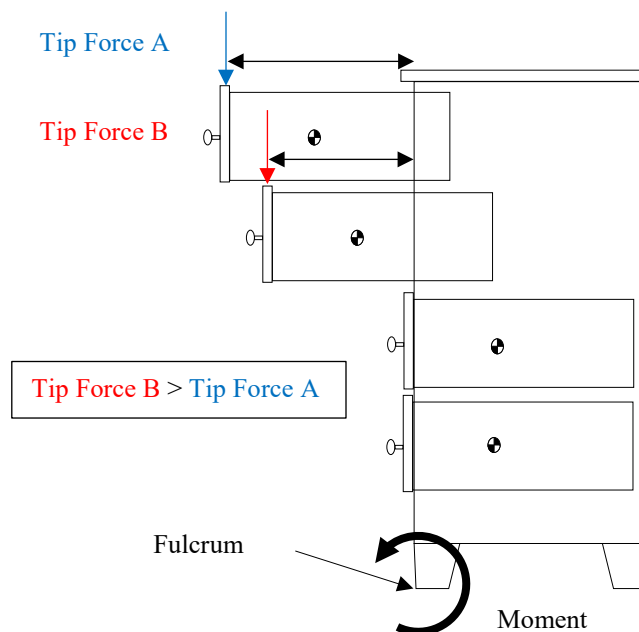 Tip Force A
Tip Force B
Tip Force B > Tip Force A
Fulcrum
Moment